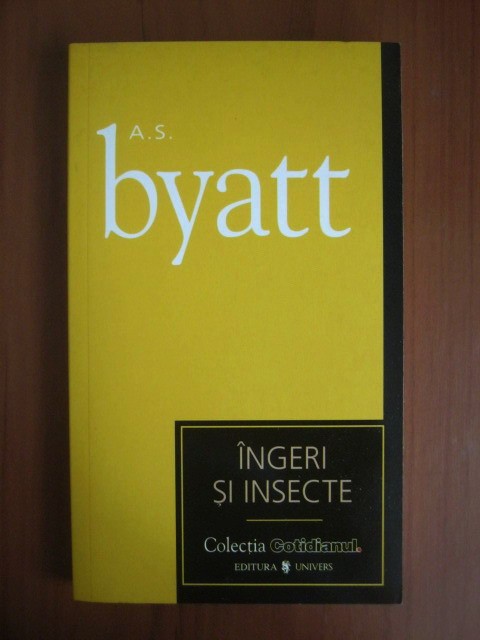 A.S.
byatt
ÎNGERI
ȘI INSECTE
Colecția Cotidianul.
EDITURA UNIVERS